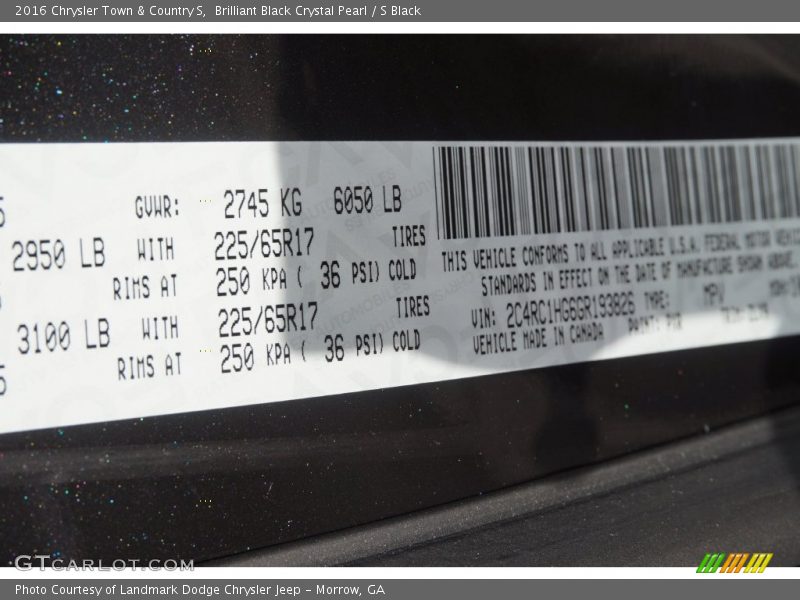 2016 Chrysler Town & Country S, Brilliant Black Crystal Pearl / S Black
GVWR: 2745 KG 6050 LB
2950 LB WITH 225/65R17 TIRES
RIMS AT 250 KPA ( 36 PSI) COLD
3100 LB WITH 225/65R17 TIRES
RIMS AT 250 KPA ( 36 PSI) COLD
THIS VEHICLE CONFORMS TO ALL APPLICABLE U.S.A. FEDERAL MOTOR
STANDARDS IN EFFECT ON THE DATE OF MANUFACTURE SHOWN ABOVE.
VIN: 2C4RC1HG6GR193826 TYPE: MPV
VEHICLE MADE IN CANADA PAINT: PXR
GTCARLOT.COM
Photo Courtesy of Landmark Dodge Chrysler Jeep – Morrow, GA